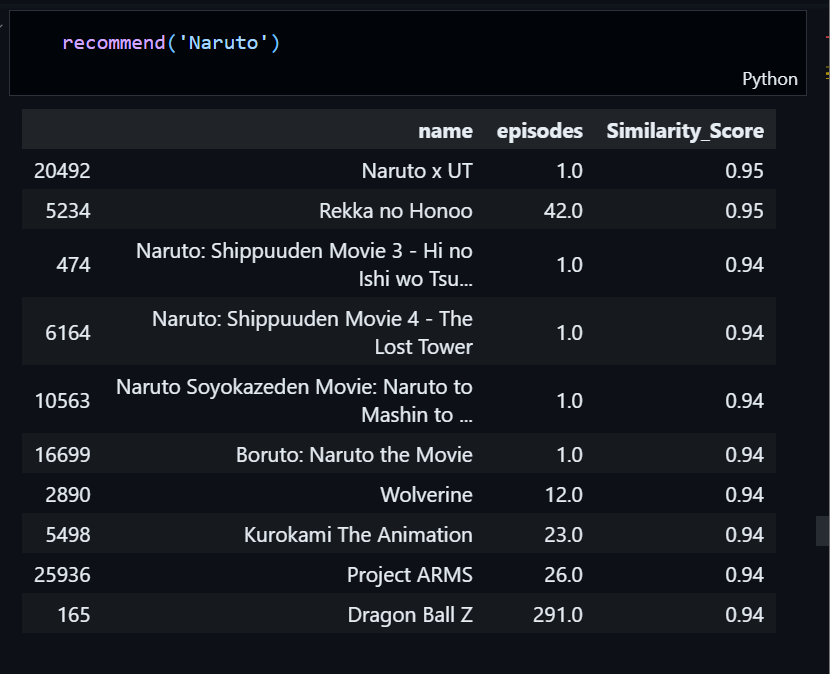 recommend('Naruto')
Python
name episodes Similarity_Score
20492 Naruto x UT 1.0 0.95
5234 Rekka no Honoo 42.0 0.95
474 Naruto: Shippuuden Movie 3 - Hi no Ishi wo Tsu... 1.0 0.94
6164 Naruto: Shippuuden Movie 4 - The Lost Tower 1.0 0.94
10563 Naruto Soyokazeden Movie: Naruto to Mashin to ... 1.0 0.94
16699 Boruto: Naruto the Movie 1.0 0.94
2890 Wolverine 12.0 0.94
5498 Kurokami The Animation 23.0 0.94
25936 Project ARMS 26.0 0.94
165 Dragon Ball Z 291.0 0.94